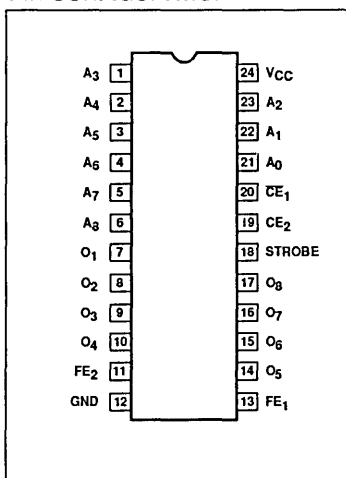 A₃ 1 24 VCC
A₄ 2 23 A₂
A₅ 3 22 A₁
A₆ 4 21 A₀
A₇ 5 20 C̅E̅₁
A₈ 6 19 CE₂
O₁ 7 18 STROBE
O₂ 8 17 O₈
O₃ 9 16 O₇
O₄ 10 15 O₆
FE₂ 11 14 O₅
GND 12 13 FE₁